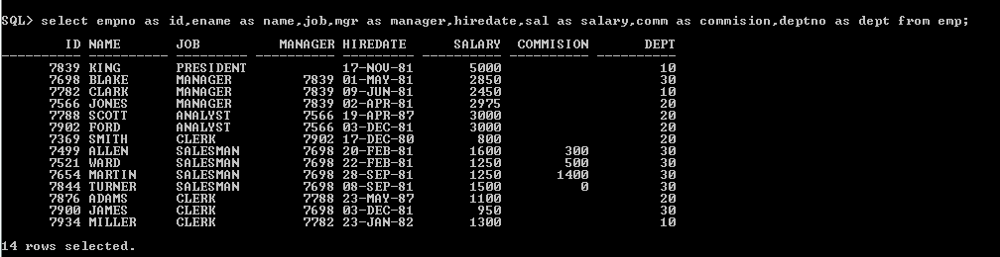 SQL> select empno as id,ename as name,job,mgr as manager,hiredate,sal as salary,comm as commision,deptno as dept from emp;
ID NAME JOB MANAGER HIREDATE SALARY COMMISION DEPT
---------- ---------- --------- ---------- --------- ---------- ---------- ----------
7839 KING PRESIDENT 17-NOV-81 5000 10
7698 BLAKE MANAGER 7839 01-MAY-81 2850 30
7782 CLARK MANAGER 7839 09-JUN-81 2450 10
7566 JONES MANAGER 7839 02-APR-81 2975 20
7788 SCOTT ANALYST 7566 19-APR-87 3000 20
7902 FORD ANALYST 7566 03-DEC-81 3000 20
7369 SMITH CLERK 7902 17-DEC-80 800 20
7499 ALLEN SALESMAN 7698 20-FEB-81 1600 300 30
7521 WARD SALESMAN 7698 22-FEB-81 1250 500 30
7654 MARTIN SALESMAN 7698 28-SEP-81 1250 1400 30
7844 TURNER SALESMAN 7698 08-SEP-81 1500 0 30
7876 ADAMS CLERK 7788 23-MAY-87 1100 20
7900 JAMES CLERK 7698 03-DEC-81 950 30
7934 MILLER CLERK 7782 23-JAN-82 1300 10
14 rows selected.